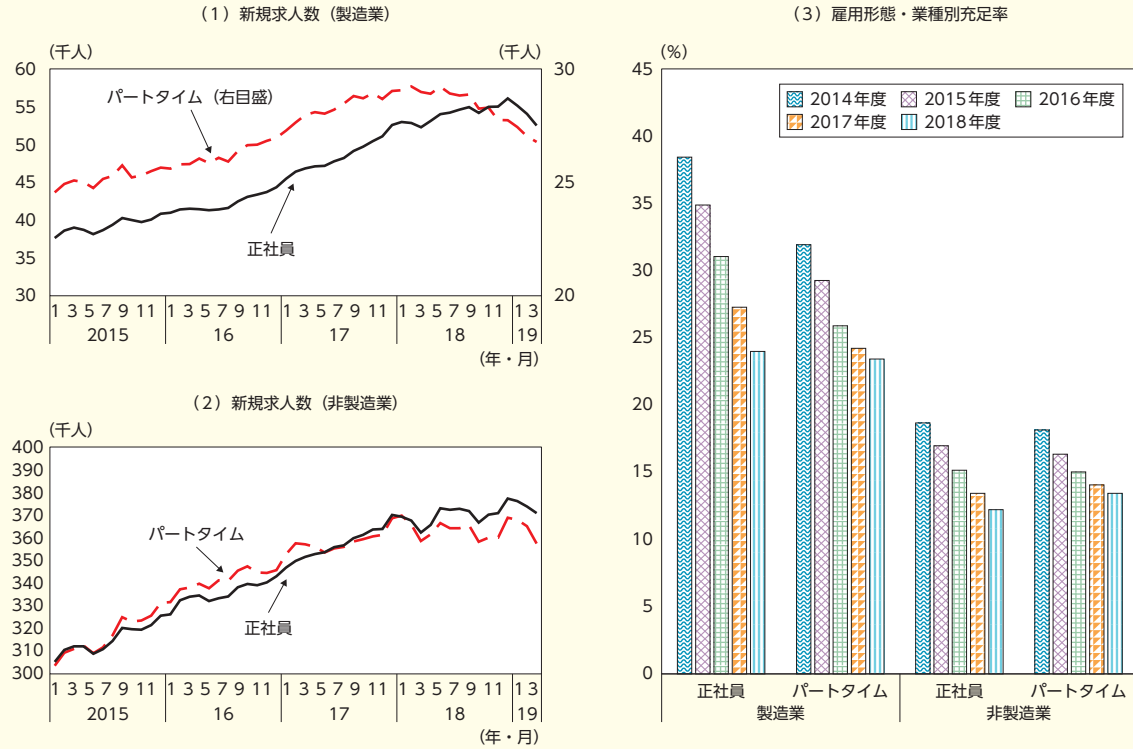 (1)新規求人数(製造業)
(千人) (千人)
60 30
55
50
45 25
40
35
30 20
パートタイム(右目盛)
正社員
1 3 5 7 9 11 1 3 5 7 9 11 1 3 5 7 9 11 1 3 5 7 9 11 1 3
2015 16 17 18 19
(年・月)
(2)新規求人数(非製造業)
(千人)
400
390
380
370
360
350
340
330
320
310
300
パートタイム
正社員
1 3 5 7 9 11 1 3 5 7 9 11 1 3 5 7 9 11 1 3 5 7 9 11 1 3
2015 16 17 18 19
(年・月)
(3)雇用形態・業種別充足率
(%)
45
40
35
30
25
20
15
10
5
0
2014年度 2015年度 2016年度
2017年度 2018年度
正社員 パートタイム 正社員 パートタイム
製造業 非製造業